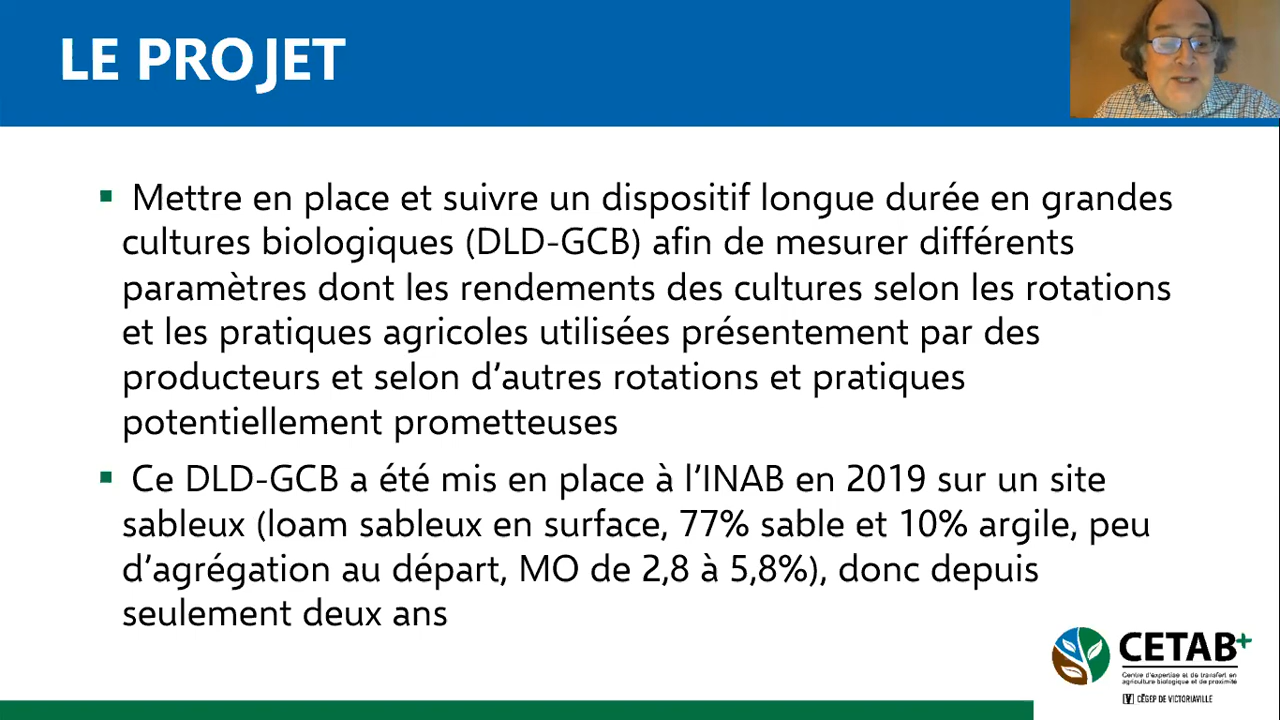 LE PROJET
▪ Mettre en place et suivre un dispositif longue durée en grandes
cultures biologiques (DLD-GCB) afin de mesurer différents
paramètres dont les rendements des cultures selon les rotations
et les pratiques agricoles utilisées présentement par des
producteurs et selon d’autres rotations et pratiques
potentiellement prometteuses
▪ Ce DLD-GCB a été mis en place à l’INAB en 2019 sur un site
sableux (loam sableux en surface, 77% sable et 10% argile, peu
d’agrégation au départ, MO de 2,8 à 5,8%), donc depuis
seulement deux ans
CETAB+
Centre d'expertise et de transfert en
agriculture biologique et de proximité
CÉGEP DE VICTORIAVILLE